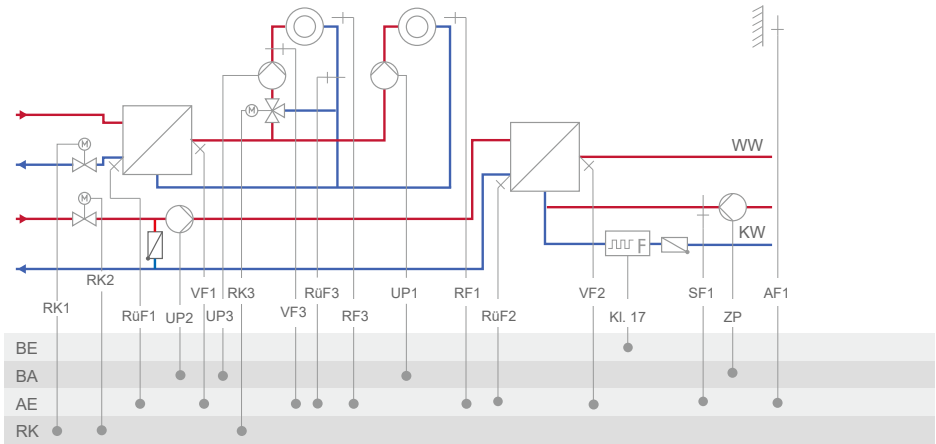 M
M
M
F
WW
KW
RK1
RK2
RüF1
UP2
VF1
UP3
RK3
VF3
RüF3
RF3
UP1
RF1
RüF2
VF2
Kl. 17
SF1
ZP
AF1
BE
BA
AE
RK